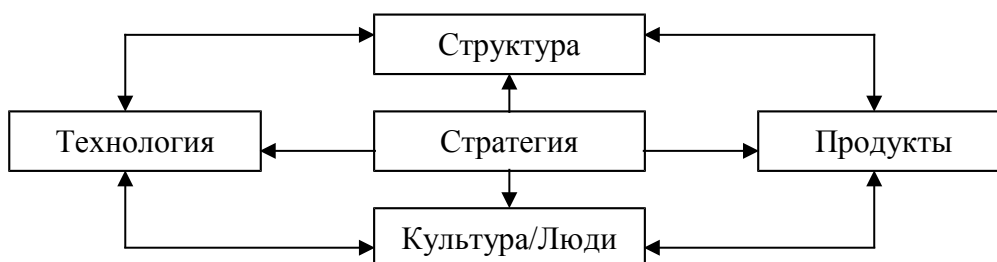 Структура
Технология
Стратегия
Продукты
Культура/Люди